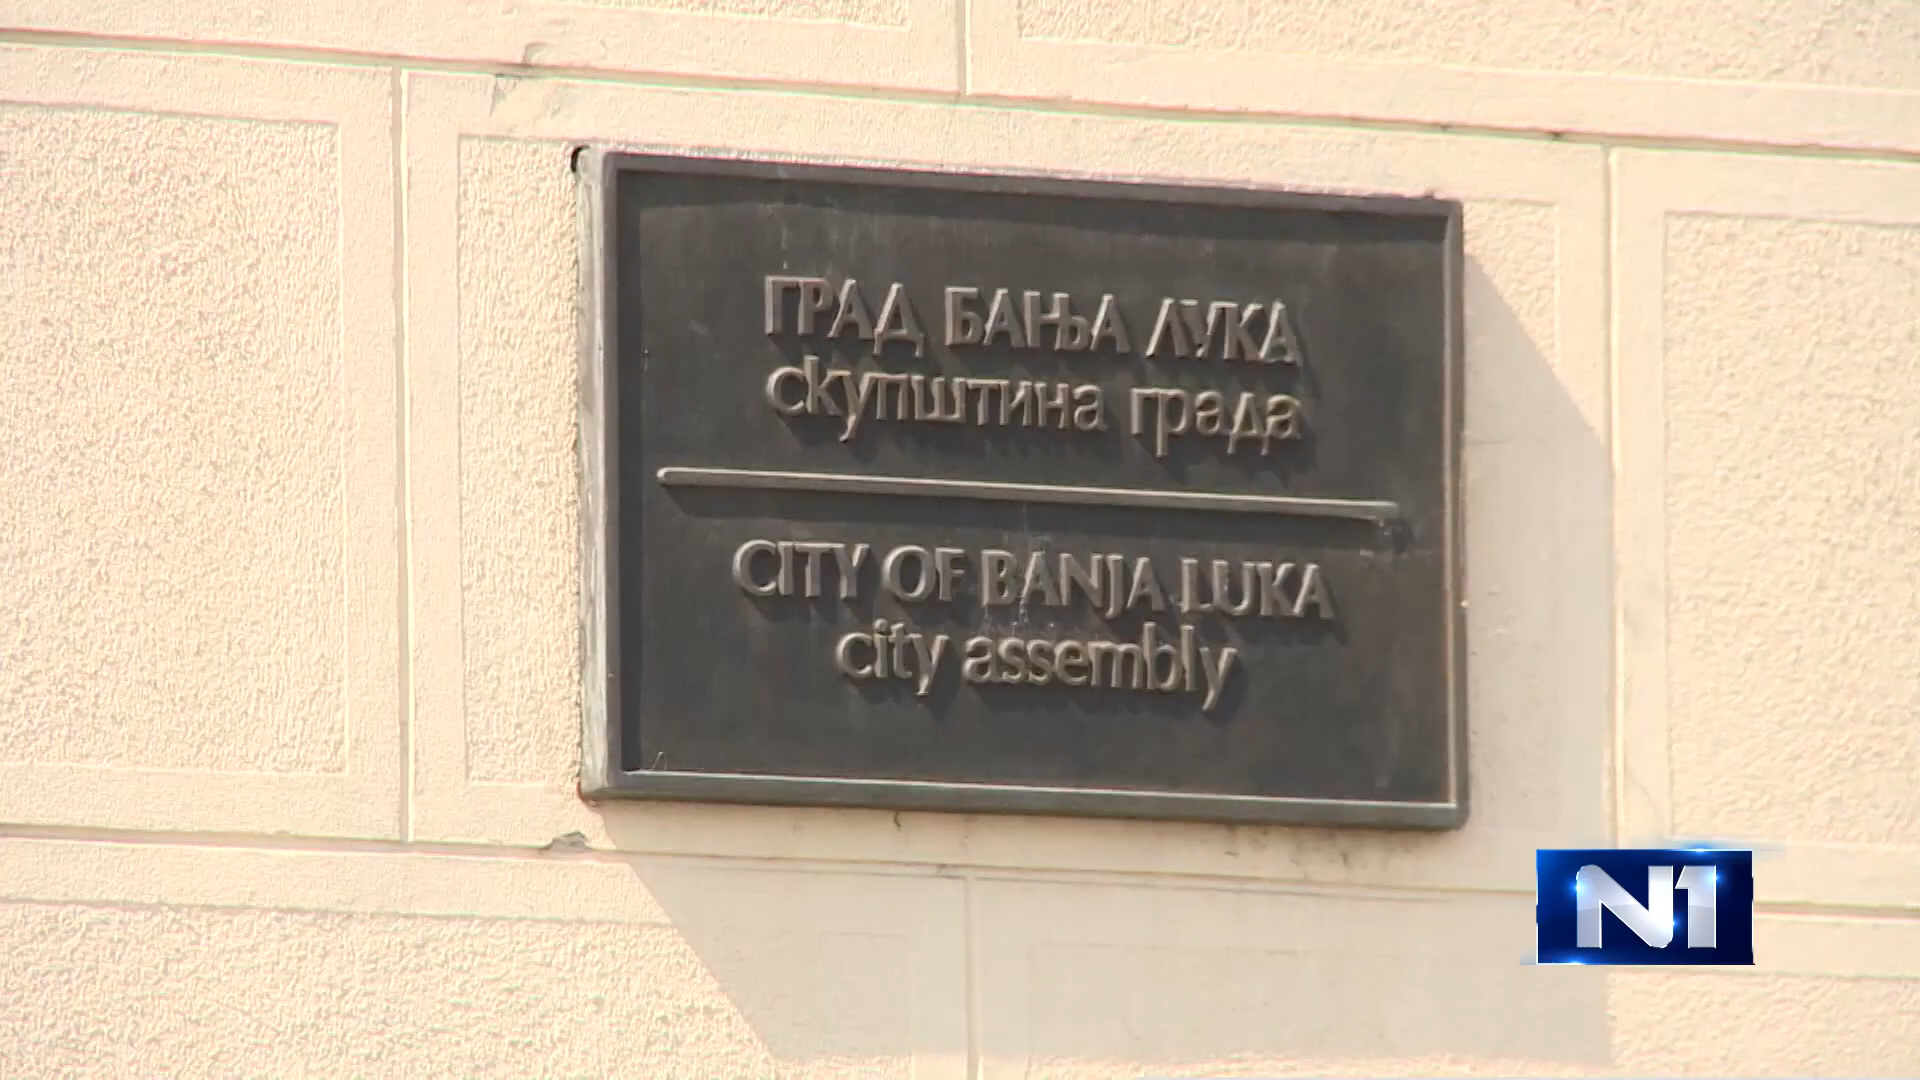 ГРАД БАЊА ЛУКА
скупштина града
CITY OF BANJA LUKA
city assembly
N1